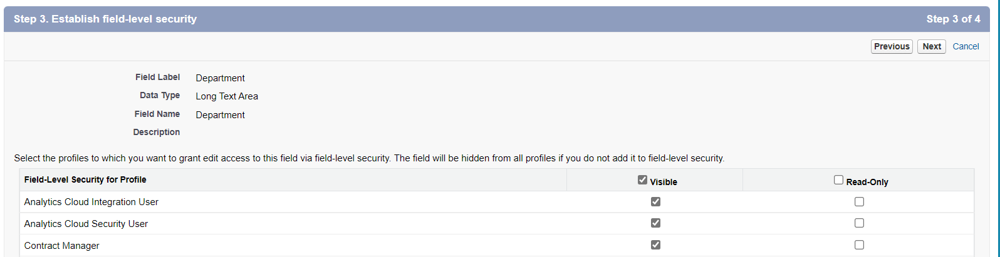 Step 3. Establish field-level security Step 3 of 4
Previous Next Cancel
Field Label Department
Data Type Long Text Area
Field Name Department
Description
Select the profiles to which you want to grant edit access to this field via field-level security. The field will be hidden from all profiles if you do not add it to field-level security.
Field-Level Security for Profile Visible Read-Only
Analytics Cloud Integration User
Analytics Cloud Security User
Contract Manager